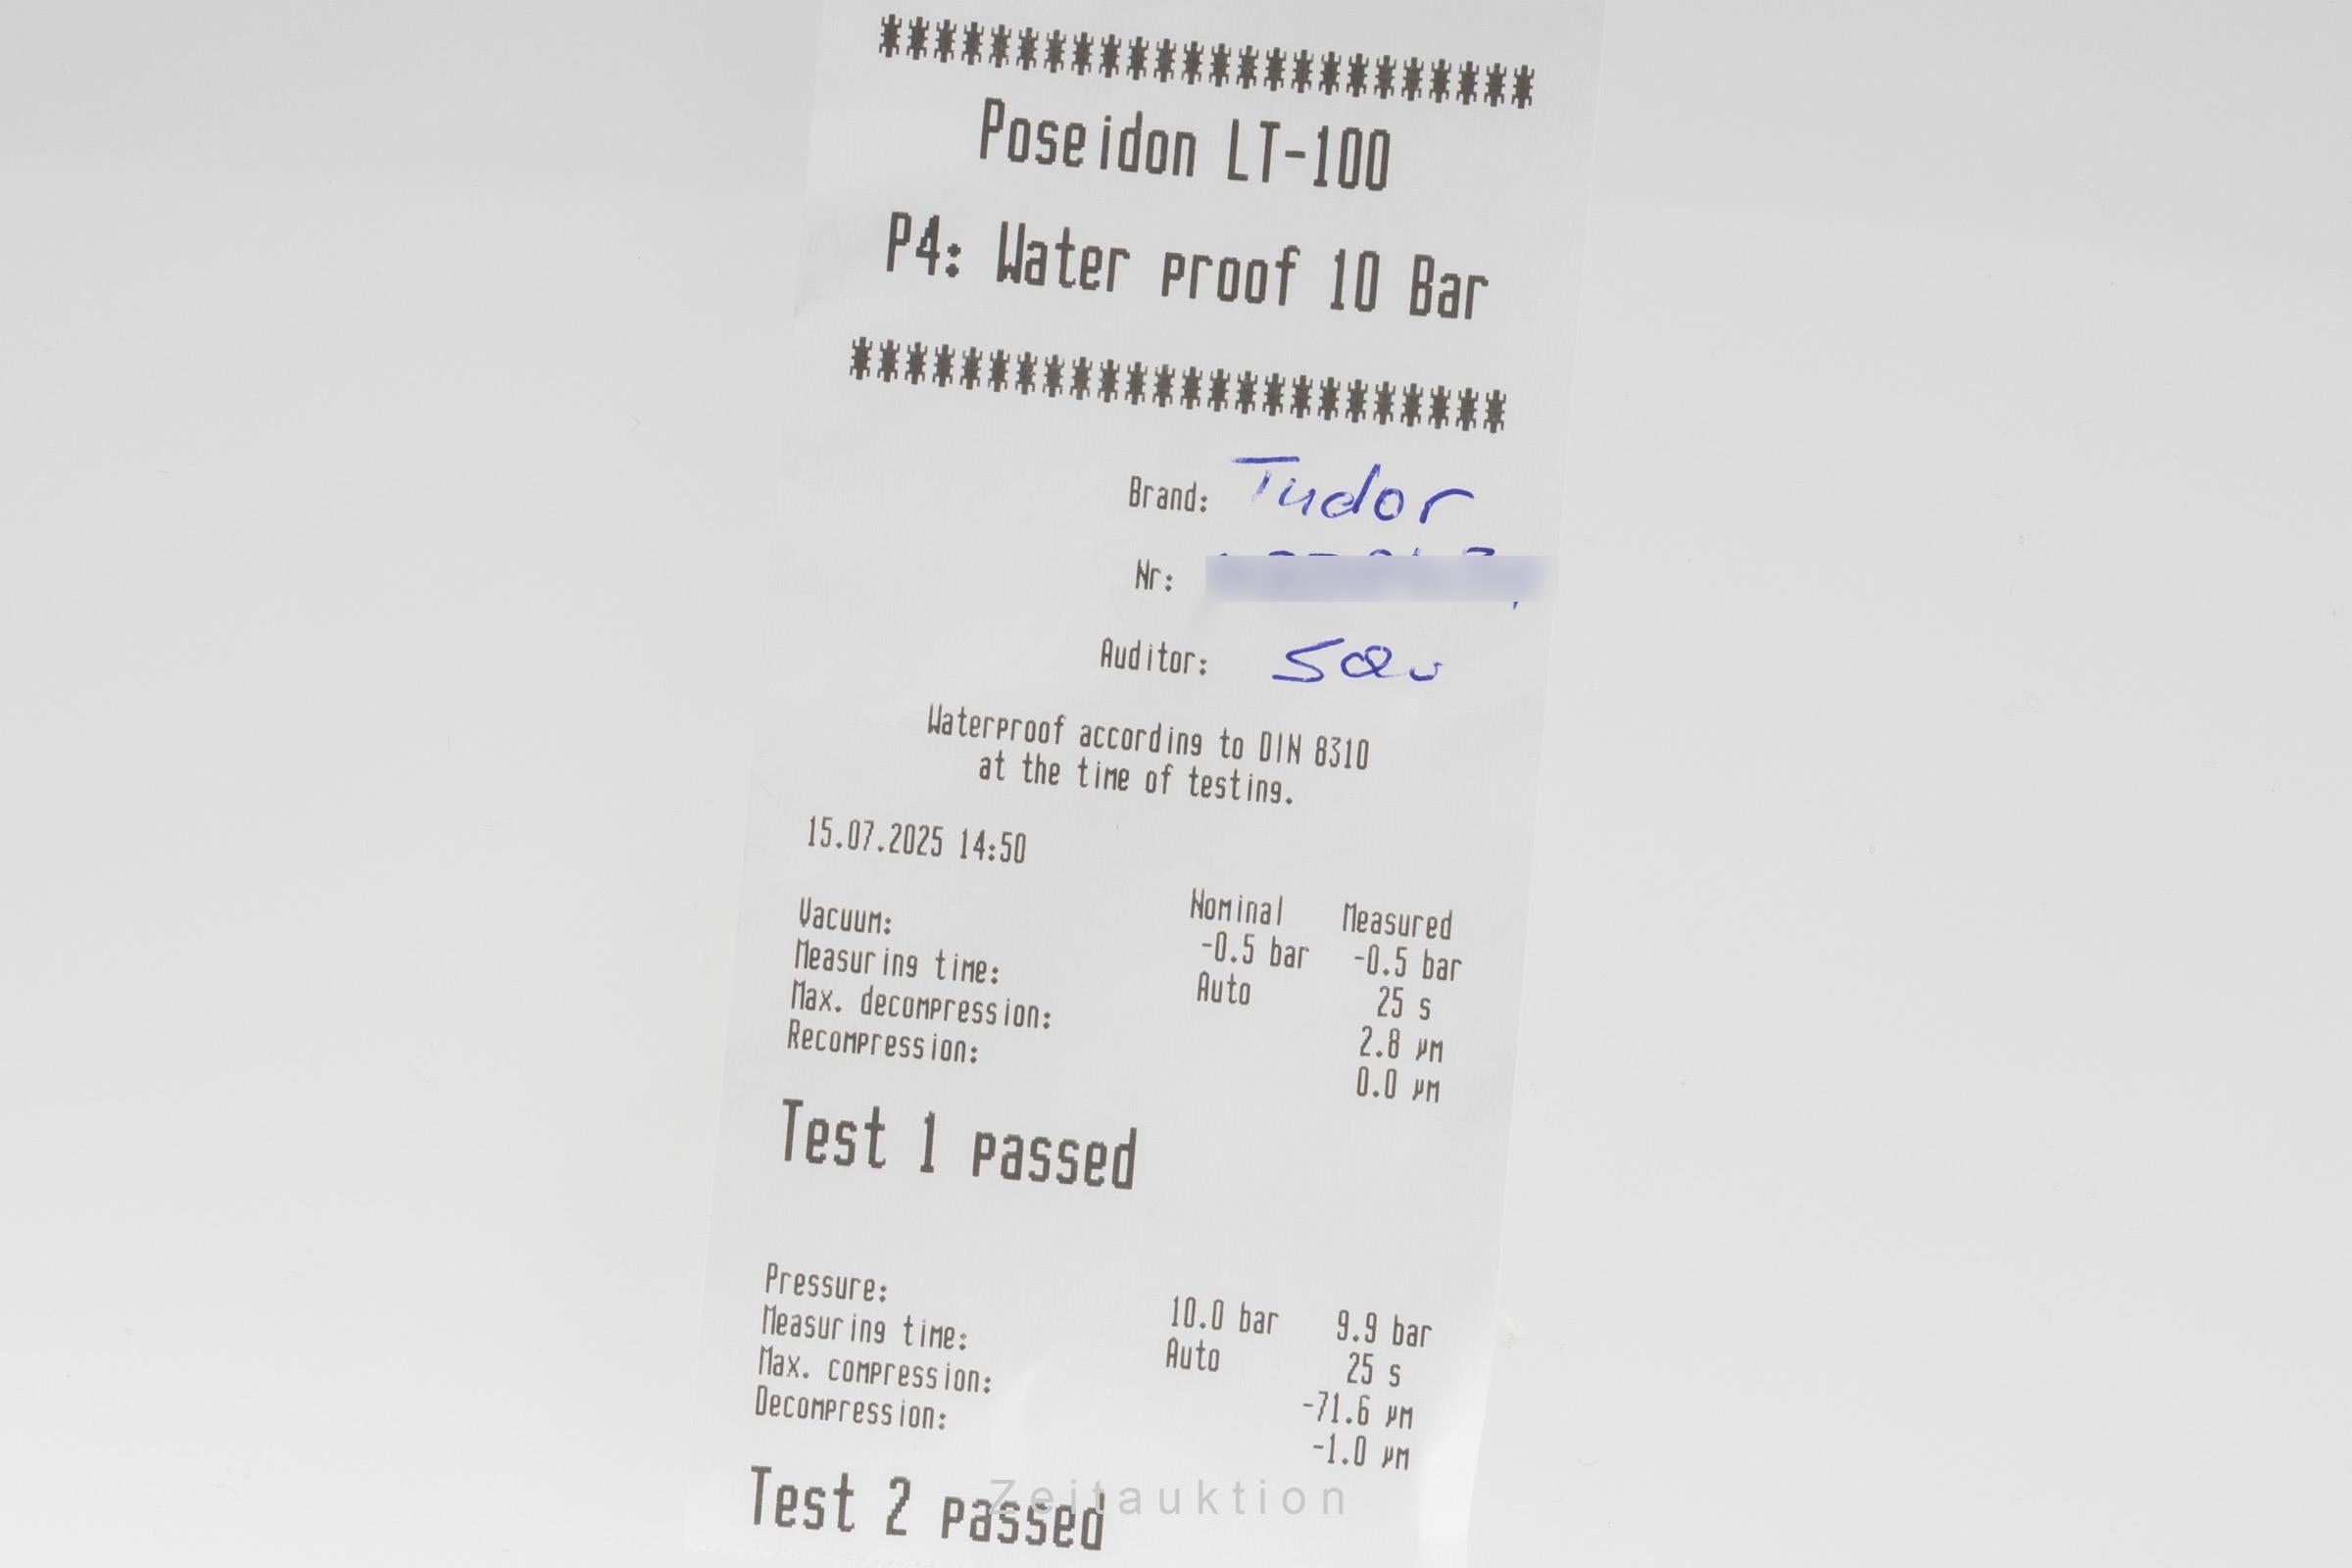 ************************
Poseidon LT-100
P4: Water proof 10 Bar
************************
Brand: Tudor
Nr:
Auditor:
Waterproof according to DIN 8310
at the time of testing.
15.07.2025 14:50
Nominal Measured
Vacuum: -0.5 bar -0.5 bar
Measuring time: Auto 25 s
Max. decompression: 2.8 µm
Recompression: 0.0 µm
Test 1 passed
Pressure: 10.0 bar 9.9 bar
Measuring time: Auto 25 s
Max. compression: -71.6 µm
Decompression: -1.0 µm
Test 2 passed
Zeitauktion